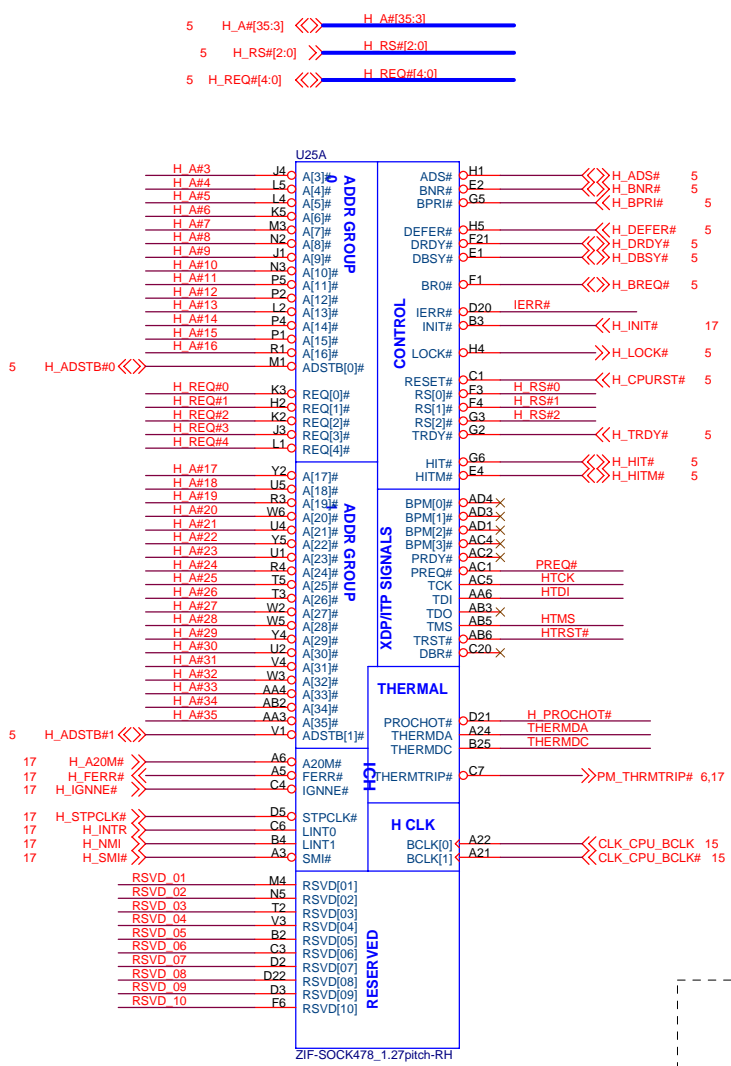 5 H_A#[35:3] H_A#[35:3]
5 H_RS#[2:0] H_RS#[2:0]
5 H_REQ#[4:0] H_REQ#[4:0]
U25A
H_A#3 J4 A[3]#
H_A#4 L5 A[4]#
H_A#5 L4 A[5]#
H_A#6 K5 A[6]#
H_A#7 M3 A[7]#
H_A#8 N2 A[8]#
H_A#9 J1 A[9]#
H_A#10 N3 A[10]#
H_A#11 P5 A[11]#
H_A#12 P2 A[12]#
H_A#13 L2 A[13]#
H_A#14 P4 A[14]#
H_A#15 P1 A[15]#
H_A#16 R1 A[16]#
5 H_ADSTB#0 M1 ADSTB[0]#
H_REQ#0 K3 REQ[0]#
H_REQ#1 H2 REQ[1]#
H_REQ#2 K2 REQ[2]#
H_REQ#3 J3 REQ[3]#
H_REQ#4 L1 REQ[4]#
ADDR GROUP 0
H_A#17 Y2 A[17]#
H_A#18 U5 A[18]#
H_A#19 R3 A[19]#
H_A#20 W6 A[20]#
H_A#21 U4 A[21]#
H_A#22 Y5 A[22]#
H_A#23 U1 A[23]#
H_A#24 R4 A[24]#
H_A#25 T5 A[25]#
H_A#26 T3 A[26]#
H_A#27 W2 A[27]#
H_A#28 W5 A[28]#
H_A#29 Y4 A[29]#
H_A#30 U2 A[30]#
H_A#31 V4 A[31]#
H_A#32 W3 A[32]#
H_A#33 AA4 A[33]#
H_A#34 AB2 A[34]#
H_A#35 AA3 A[35]#
5 H_ADSTB#1 V1 ADSTB[1]#
ADDR GROUP 1
17 H_A20M# A6 A20M#
17 H_FERR# A5 FERR#
17 H_IGNNE# C4 IGNNE#
17 H_STPCLK# D5 STPCLK#
17 H_INTR C6 LINT0
17 H_NMI B4 LINT1
17 H_SMI# A3 SMI#
ICH
RSVD_01 M4 RSVD[01]
RSVD_02 N5 RSVD[02]
RSVD_03 T2 RSVD[03]
RSVD_04 V3 RSVD[04]
RSVD_05 B2 RSVD[05]
RSVD_06 C3 RSVD[06]
RSVD_07 D2 RSVD[07]
RSVD_08 D22 RSVD[08]
RSVD_09 D3 RSVD[09]
RSVD_10 F6 RSVD[10]
RESERVED
ADS# H1 H_ADS# 5
BNR# E2 H_BNR# 5
BPRI# G5 H_BPRI# 5
DEFER# H5 H_DEFER# 5
DRDY# F21 H_DRDY# 5
DBSY# E1 H_DBSY# 5
BR0# F1 H_BREQ# 5
IERR# D20 IERR#
INIT# B3 H_INIT# 17
LOCK# H4 H_LOCK# 5
RESET# C1 H_CPURST# 5
RS[0]# F3 H_RS#0
RS[1]# F4 H_RS#1
RS[2]# G3 H_RS#2
TRDY# G2 H_TRDY# 5
HIT# G6 H_HIT# 5
HITM# E4 H_HITM# 5
CONTROL
BPM[0]# AD4
BPM[1]# AD3
BPM[2]# AD1
BPM[3]# AC4
PRDY# AC2
PREQ# AC1 PREQ#
TCK AC5 HTCK
TDI AA6 HTDI
TDO AB3
TMS AB5 HTMS
TRST# AB6 HTRST#
DBR# C20
XDP/ITP SIGNALS
THERMAL
PROCHOT# D21 H_PROCHOT#
THERMDA A24 THERMDA
THERMDC B25 THERMDC
THERMTRIP# C7 PM_THRMTRIP# 6,17
H CLK
BCLK[0] A22 CLK_CPU_BCLK 15
BCLK[1] A21 CLK_CPU_BCLK# 15
ZIF-SOCK478_1.27pitch-RH